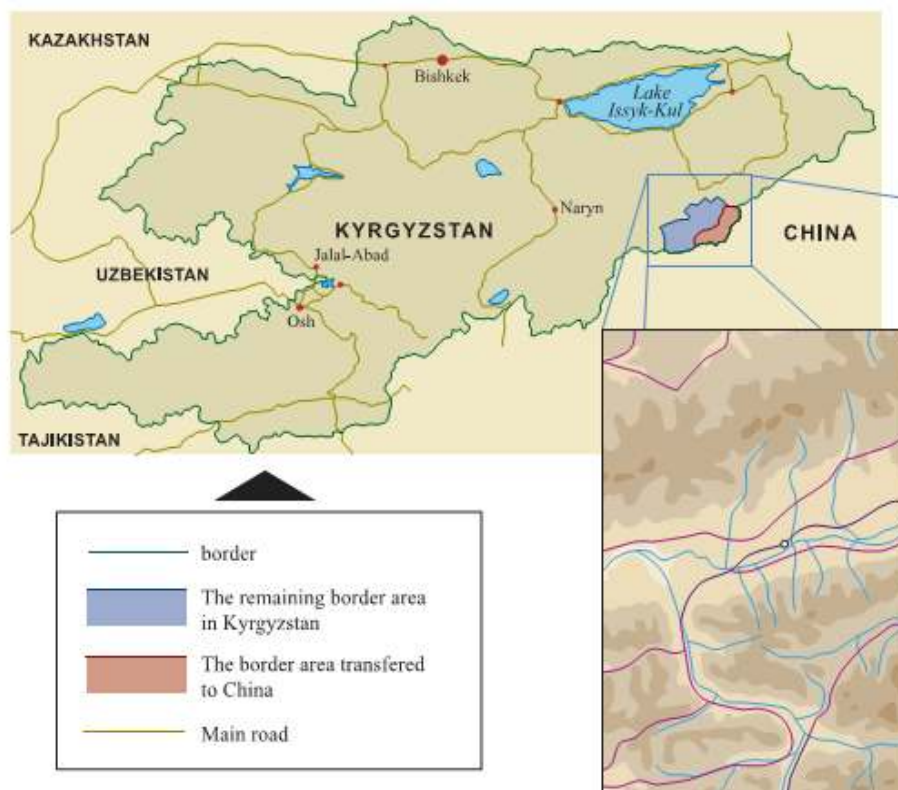 KAZAKHSTAN
Bishkek
Lake
Issyk-Kul
Naryn
KYRGYZSTAN
CHINA
Jalal-Abad
UZBEKISTAN
Osh
TAJIKISTAN
border
The remaining border area
in Kyrgyzstan
The border area transfered
to China
Main road